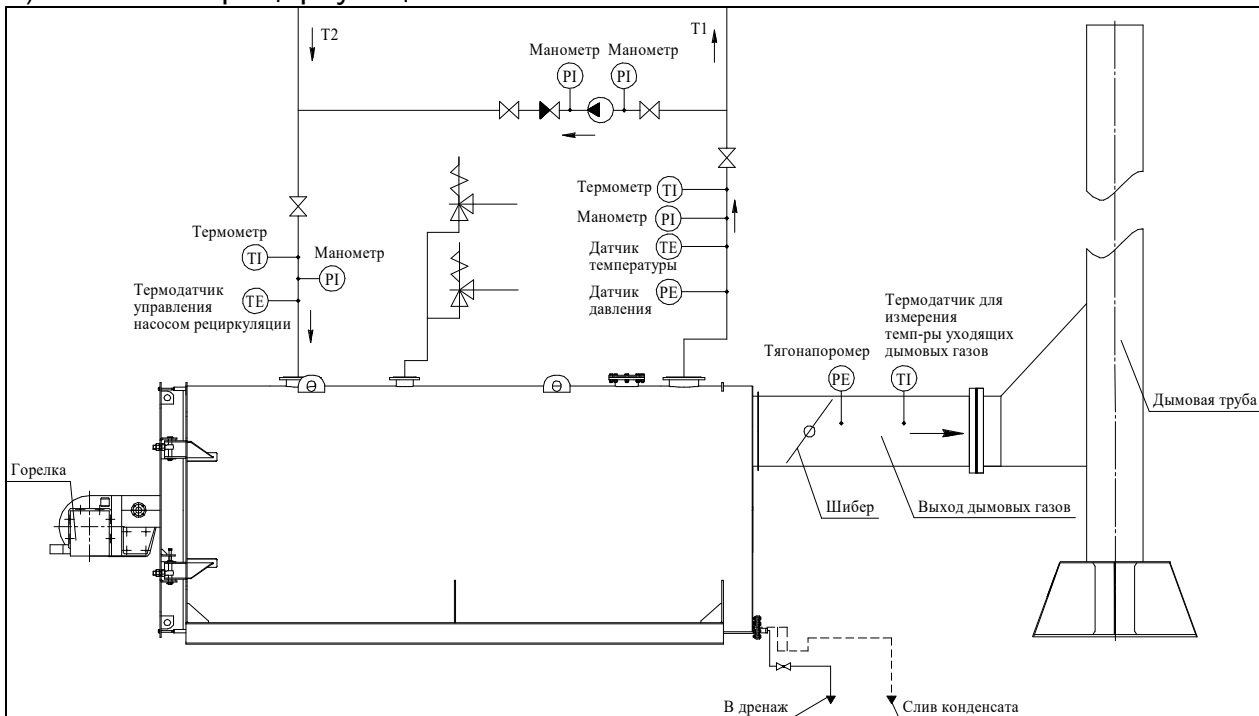 T2
T1
Манометр
Манометр
PI
PI
Термометр
TI
Манометр
PI
Датчик
температуры
TE
Датчик
давления
PE
Термометр
TI
Манометр
PI
Термодатчик
управления
насосом рециркуляции
TE
Термодатчик для
измерения
темп-ры уходящих
дымовых газов
Тягонапоромер
PE
TI
Дымовая труба
Горелка
Шибер
Выход дымовых газов
В дренаж
Слив конденсата